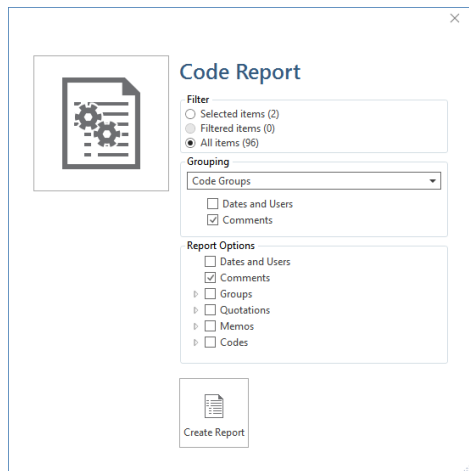 Code Report
Filter
Selected items (2)
Filtered items (0)
All items (96)
Grouping
Code Groups
Dates and Users
Comments
Report Options
Dates and Users
Comments
Groups
Quotations
Memos
Codes
Create Report